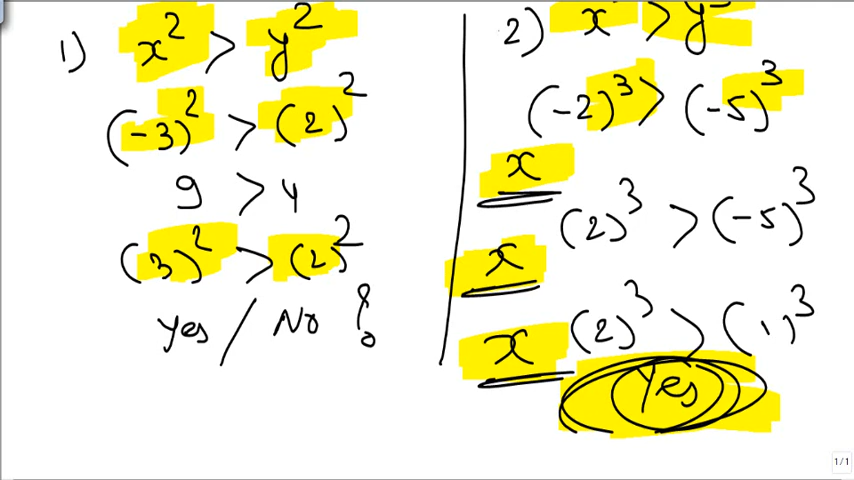 1) x² > y²
(-3)² > (2)²
9 > 4
(3)² > (2)²
Yes / No ?
2) x³ > y³
(-2)³ > (-5)³
x
(2)³ > (-5)³
x
(2)³ > (1)³
x
Yes
1/1